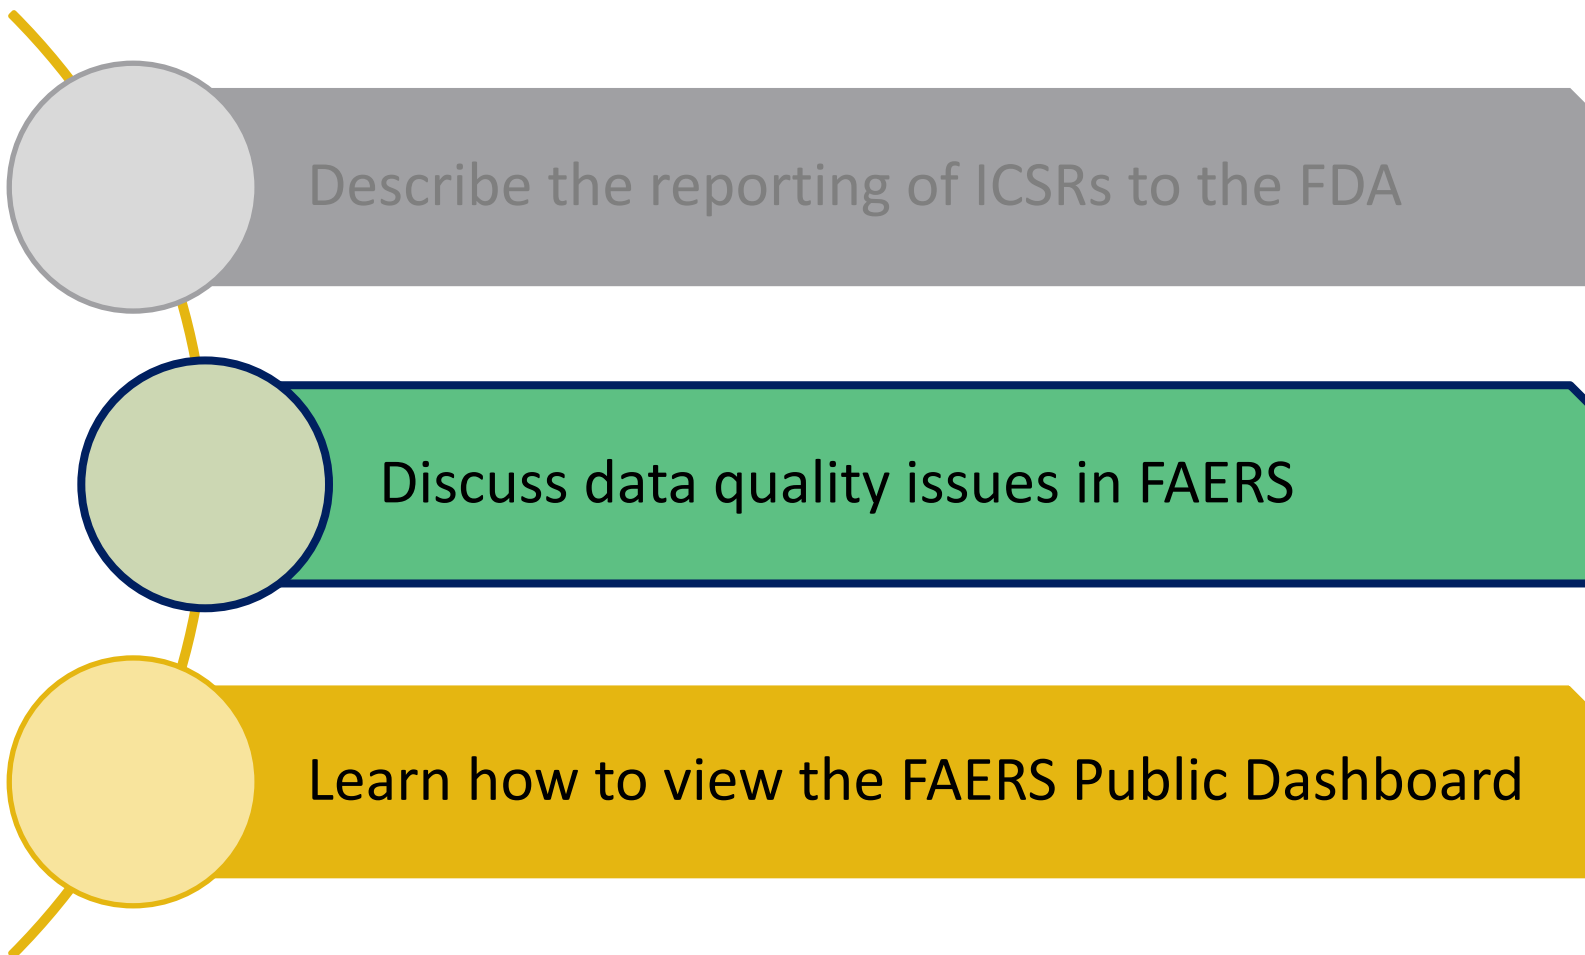 Describe the reporting of ICSRs to the FDA
Discuss data quality issues in FAERS
Learn how to view the FAERS Public Dashboard